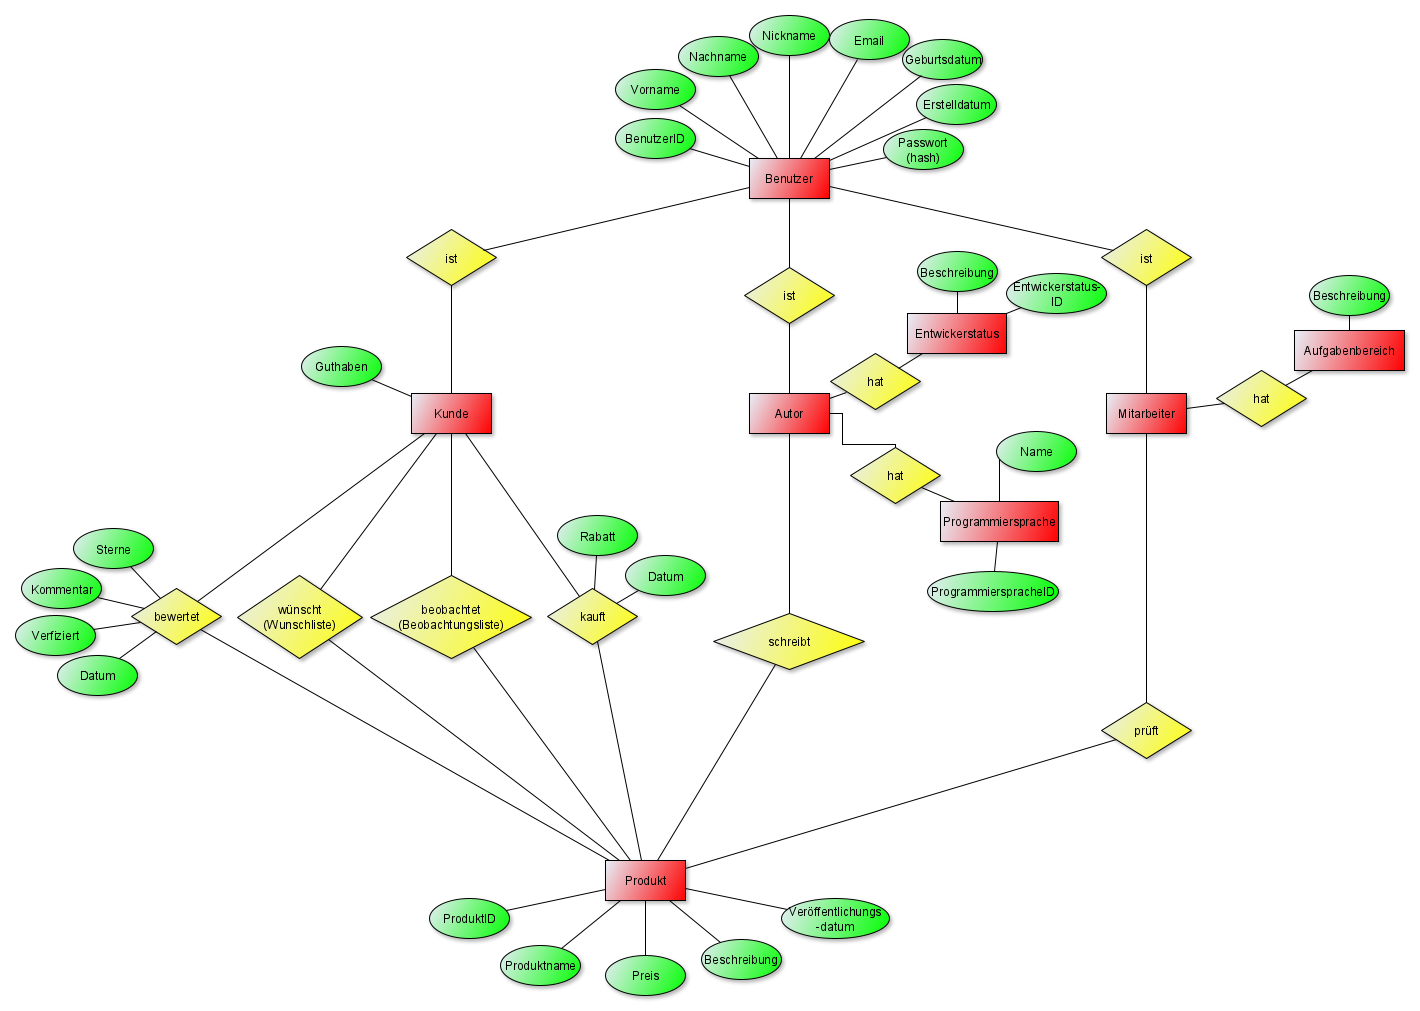 Nickname
Email
Nachname
Geburtsdatum
Vorname
Erstelldatum
BenutzerID
Passwort
(hash)
Benutzer
ist
ist
ist
Beschreibung
Entwickerstatus-
ID
Beschreibung
Entwickerstatus
Aufgabenbereich
Guthaben
hat
hat
Kunde
Autor
Mitarbeiter
Name
hat
Programmiersprache
Rabatt
Sterne
Datum
Kommentar
ProgrammierspracheID
wünscht
(Wunschliste)
beobachtet
(Beobachtungsliste)
bewertet
kauft
Verfiziert
schreibt
Datum
prüft
Produkt
ProduktID
Veröffentlichungs
-datum
Produktname
Beschreibung
Preis